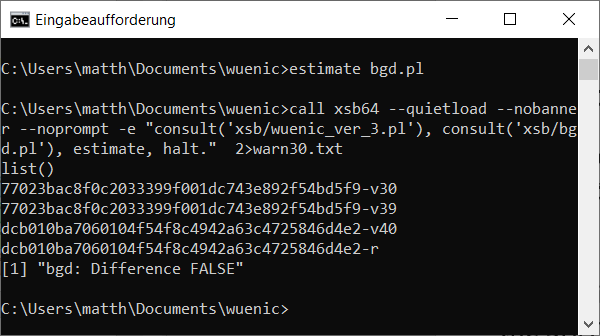 Eingabeaufforderung
C:\Users\matth\Documents\wuenic>estimate bgd.pl
C:\Users\matth\Documents\wuenic>call xsb64 --quietload --nobanne
r --noprompt -e "consult('xsb/wuenic_ver_3.pl'), consult('xsb/bg
d.pl'), estimate, halt."  2>warn30.txt
list()
77023bac8f0c2033399f001dc743e892f54bd5f9-v30
77023bac8f0c2033399f001dc743e892f54bd5f9-v39
dcb010ba7060104f54f8c4942a63c4725846d4e2-v40
dcb010ba7060104f54f8c4942a63c4725846d4e2-r
[1] "bgd: Difference FALSE"
C:\Users\matth\Documents\wuenic>